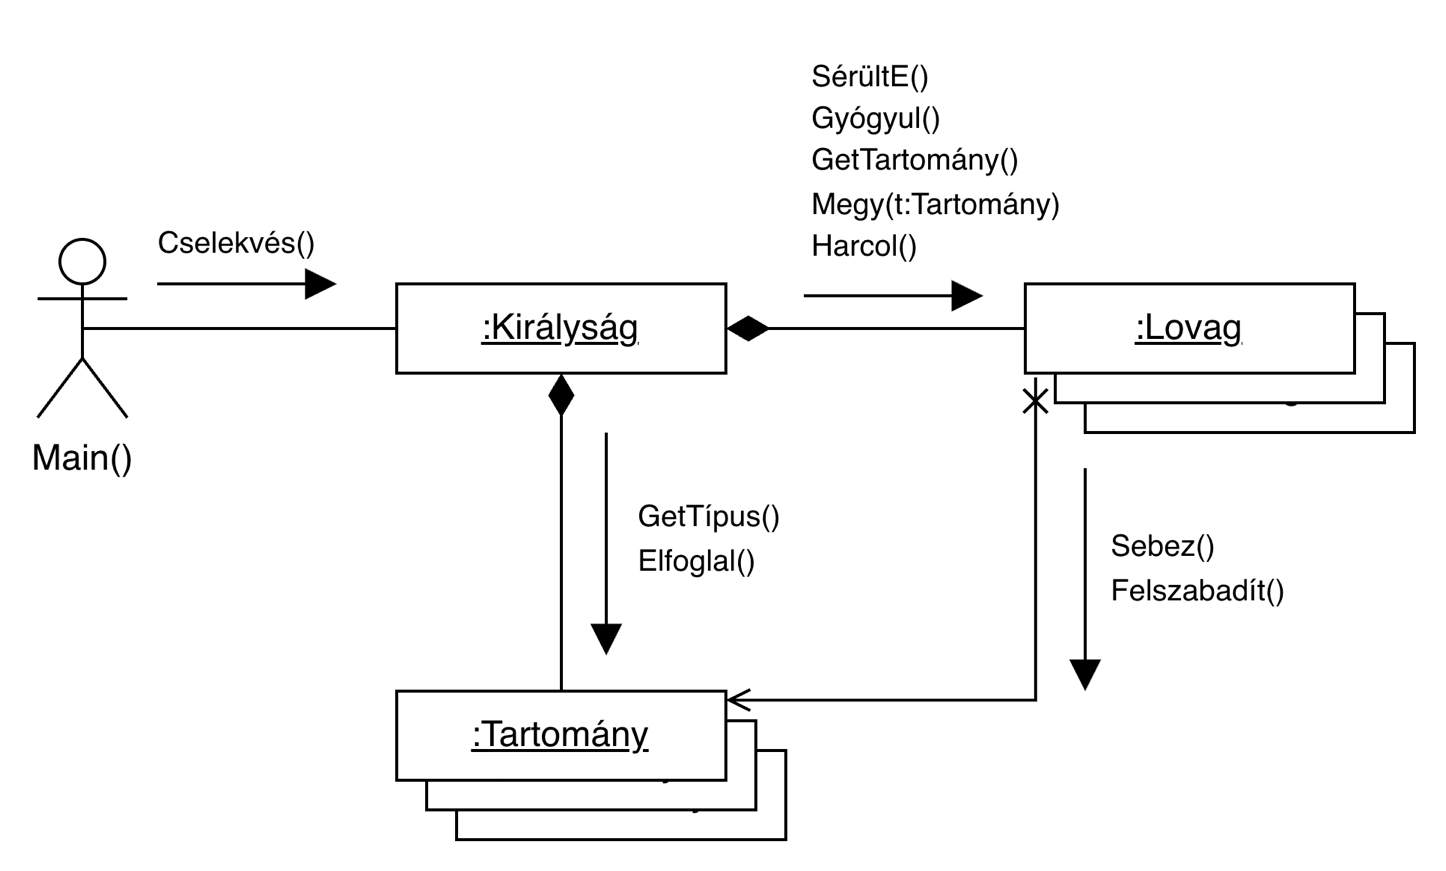 SérültE()
Gyógyul()
GetTartomány()
Megy(t:Tartomány)
Harcol()
Cselekvés()
:Királyság
:Lovag
Main()
GetTípus()
Elfoglal()
Sebez()
Felszabadít()
:Tartomány